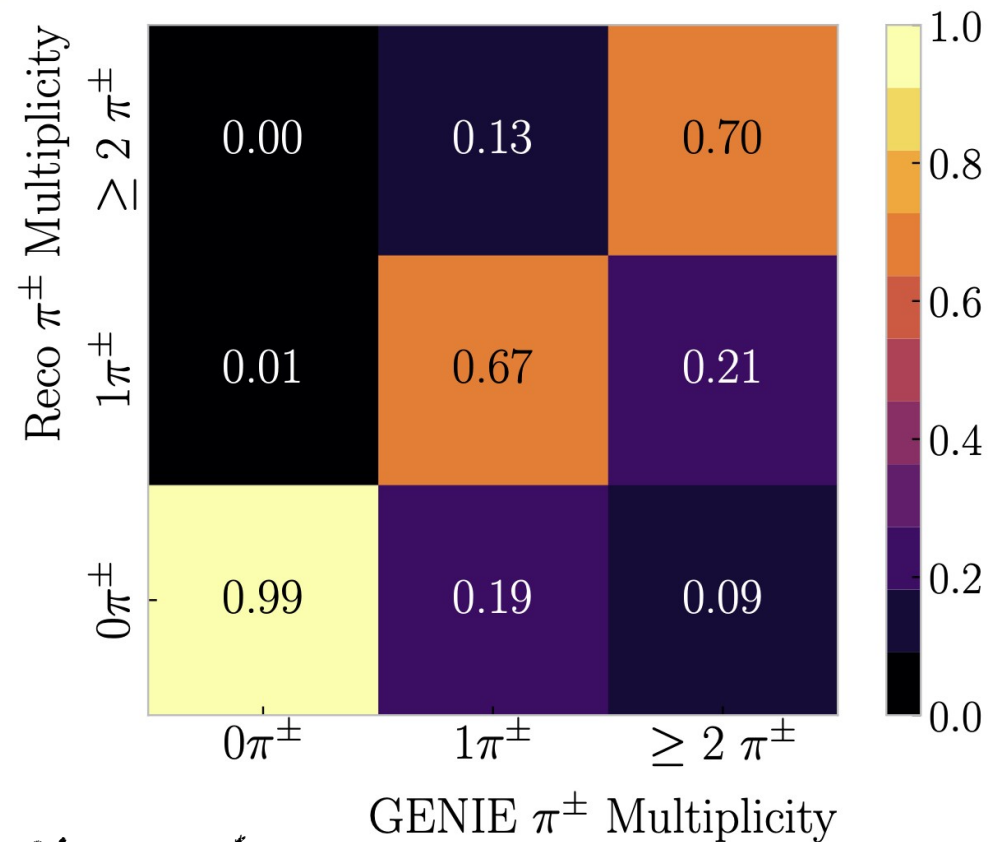 Reco π± Multiplicity
≥ 2 π±
1π±
0π±
0.00 0.13 0.70
0.01 0.67 0.21
0.99 0.19 0.09
0π± 1π± ≥ 2 π±
GENIE π± Multiplicity
1.0
0.8
0.6
0.4
0.2
0.0